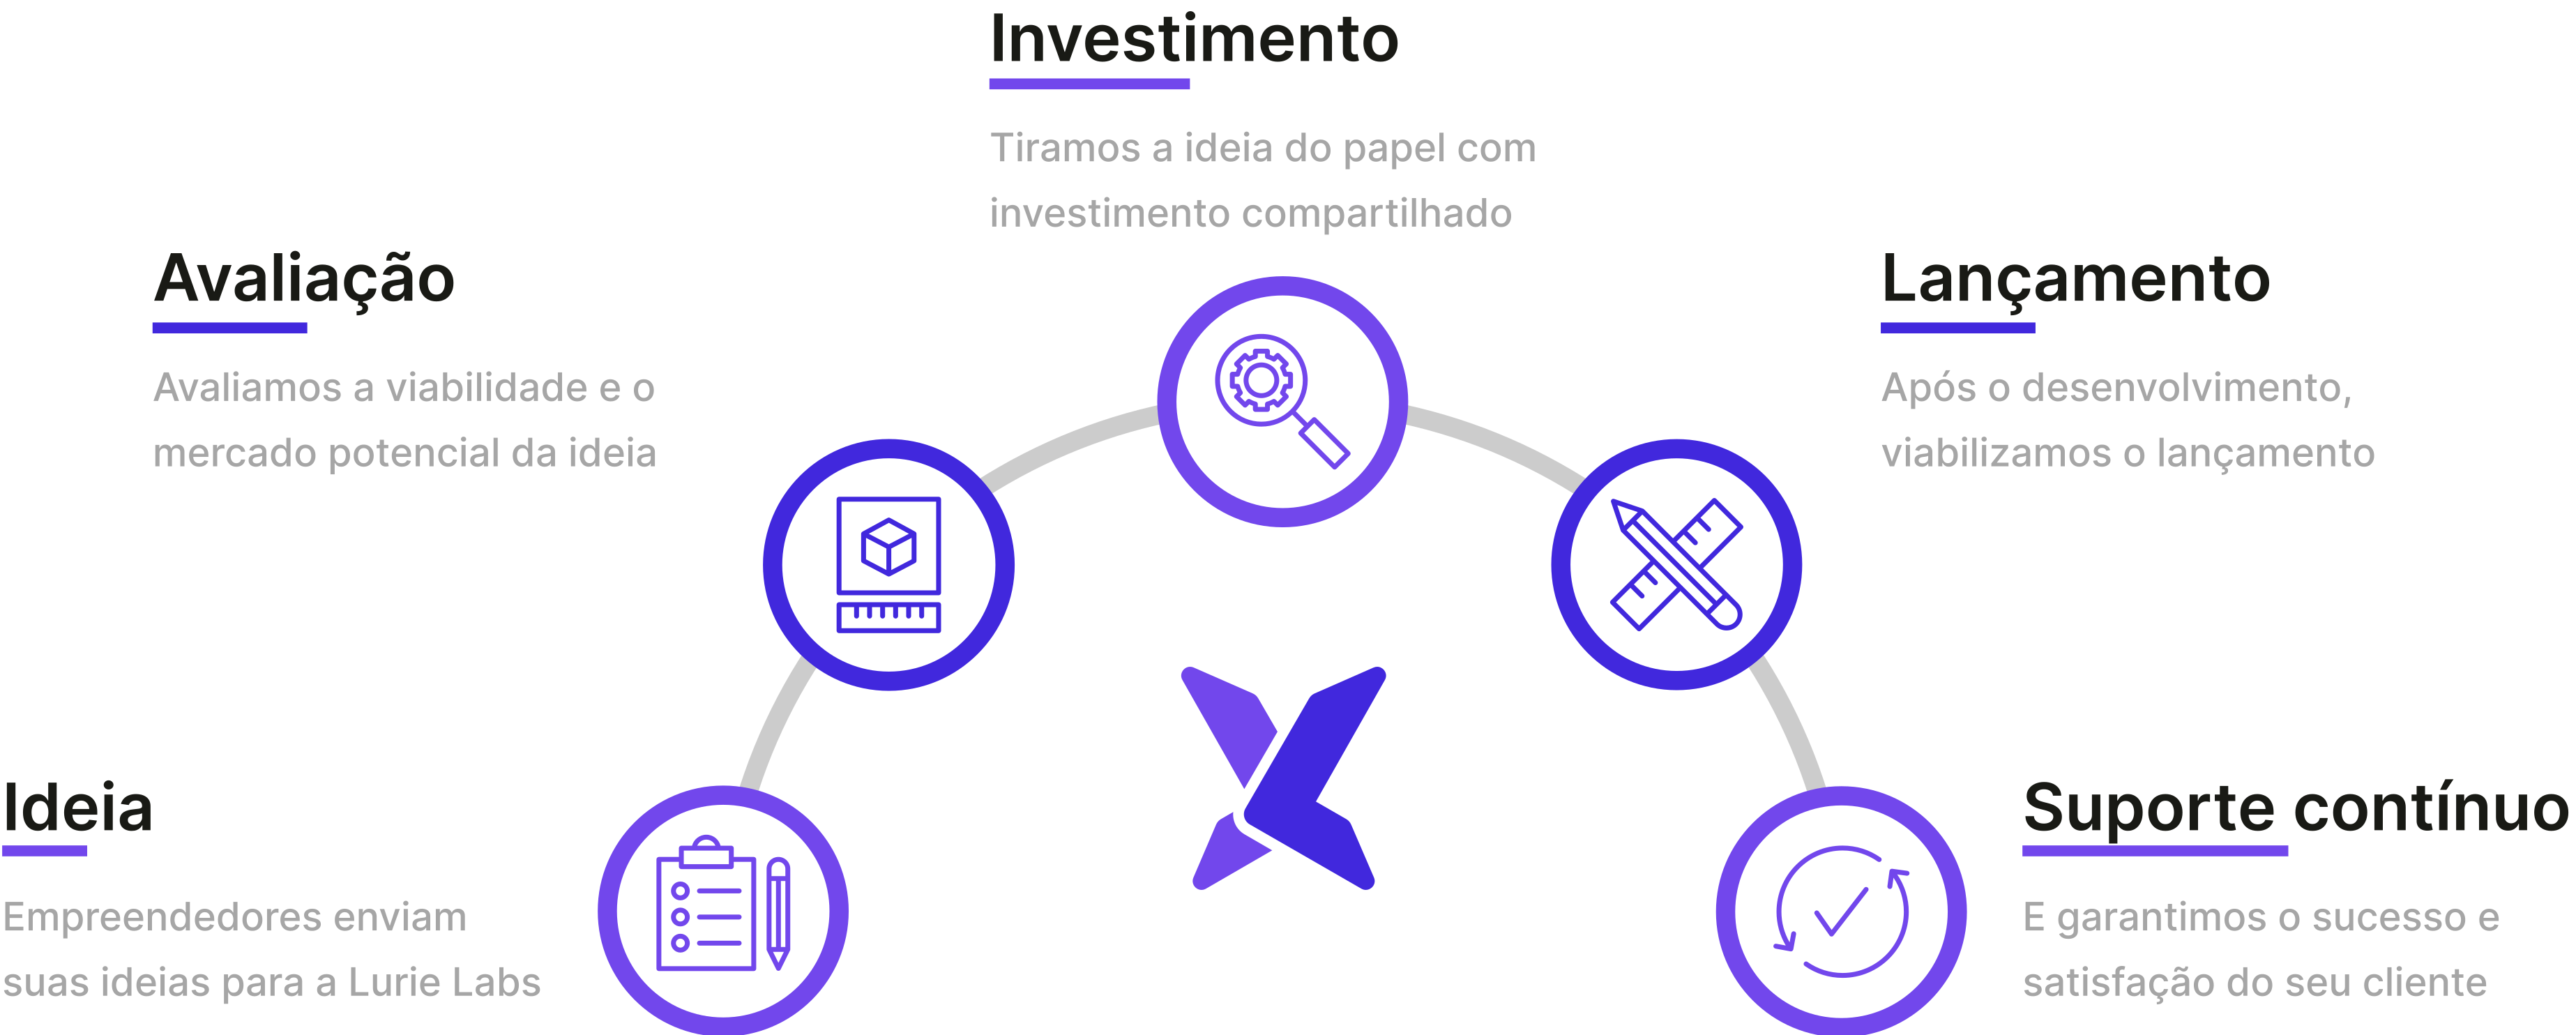 Investimento
Tiramos a ideia do papel com
investimento compartilhado
Avaliação
Avaliamos a viabilidade e o
mercado potencial da ideia
Lançamento
Após o desenvolvimento,
viabilizamos o lançamento
Ideia
Empreendedores enviam
suas ideias para a Lurie Labs
Suporte contínuo
E garantimos o sucesso e
satisfação do seu cliente